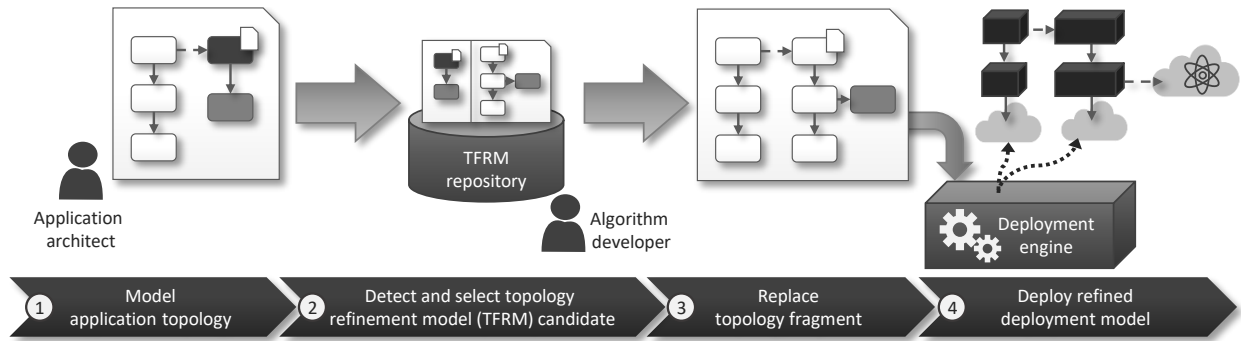 TFRM
repository
Application
architect
Algorithm
developer
Deployment
engine
1
Model
application topology
2
Detect and select topology
refinement model (TFRM) candidate
3
Replace
topology fragment
4
Deploy refined
deployment model